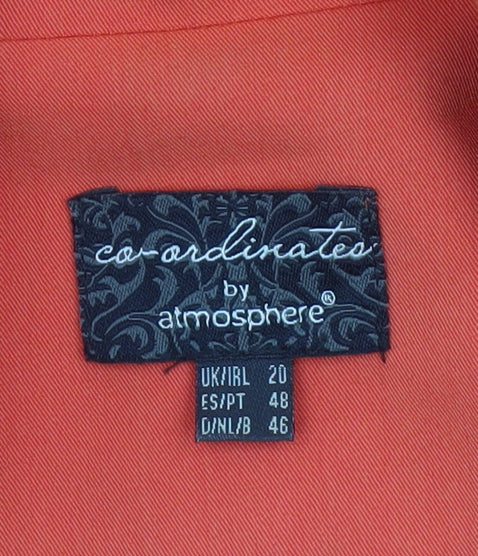 co-ordinates
by
atmosphere®
UK/IRL 20
ES/PT 48
D/NL/B 46